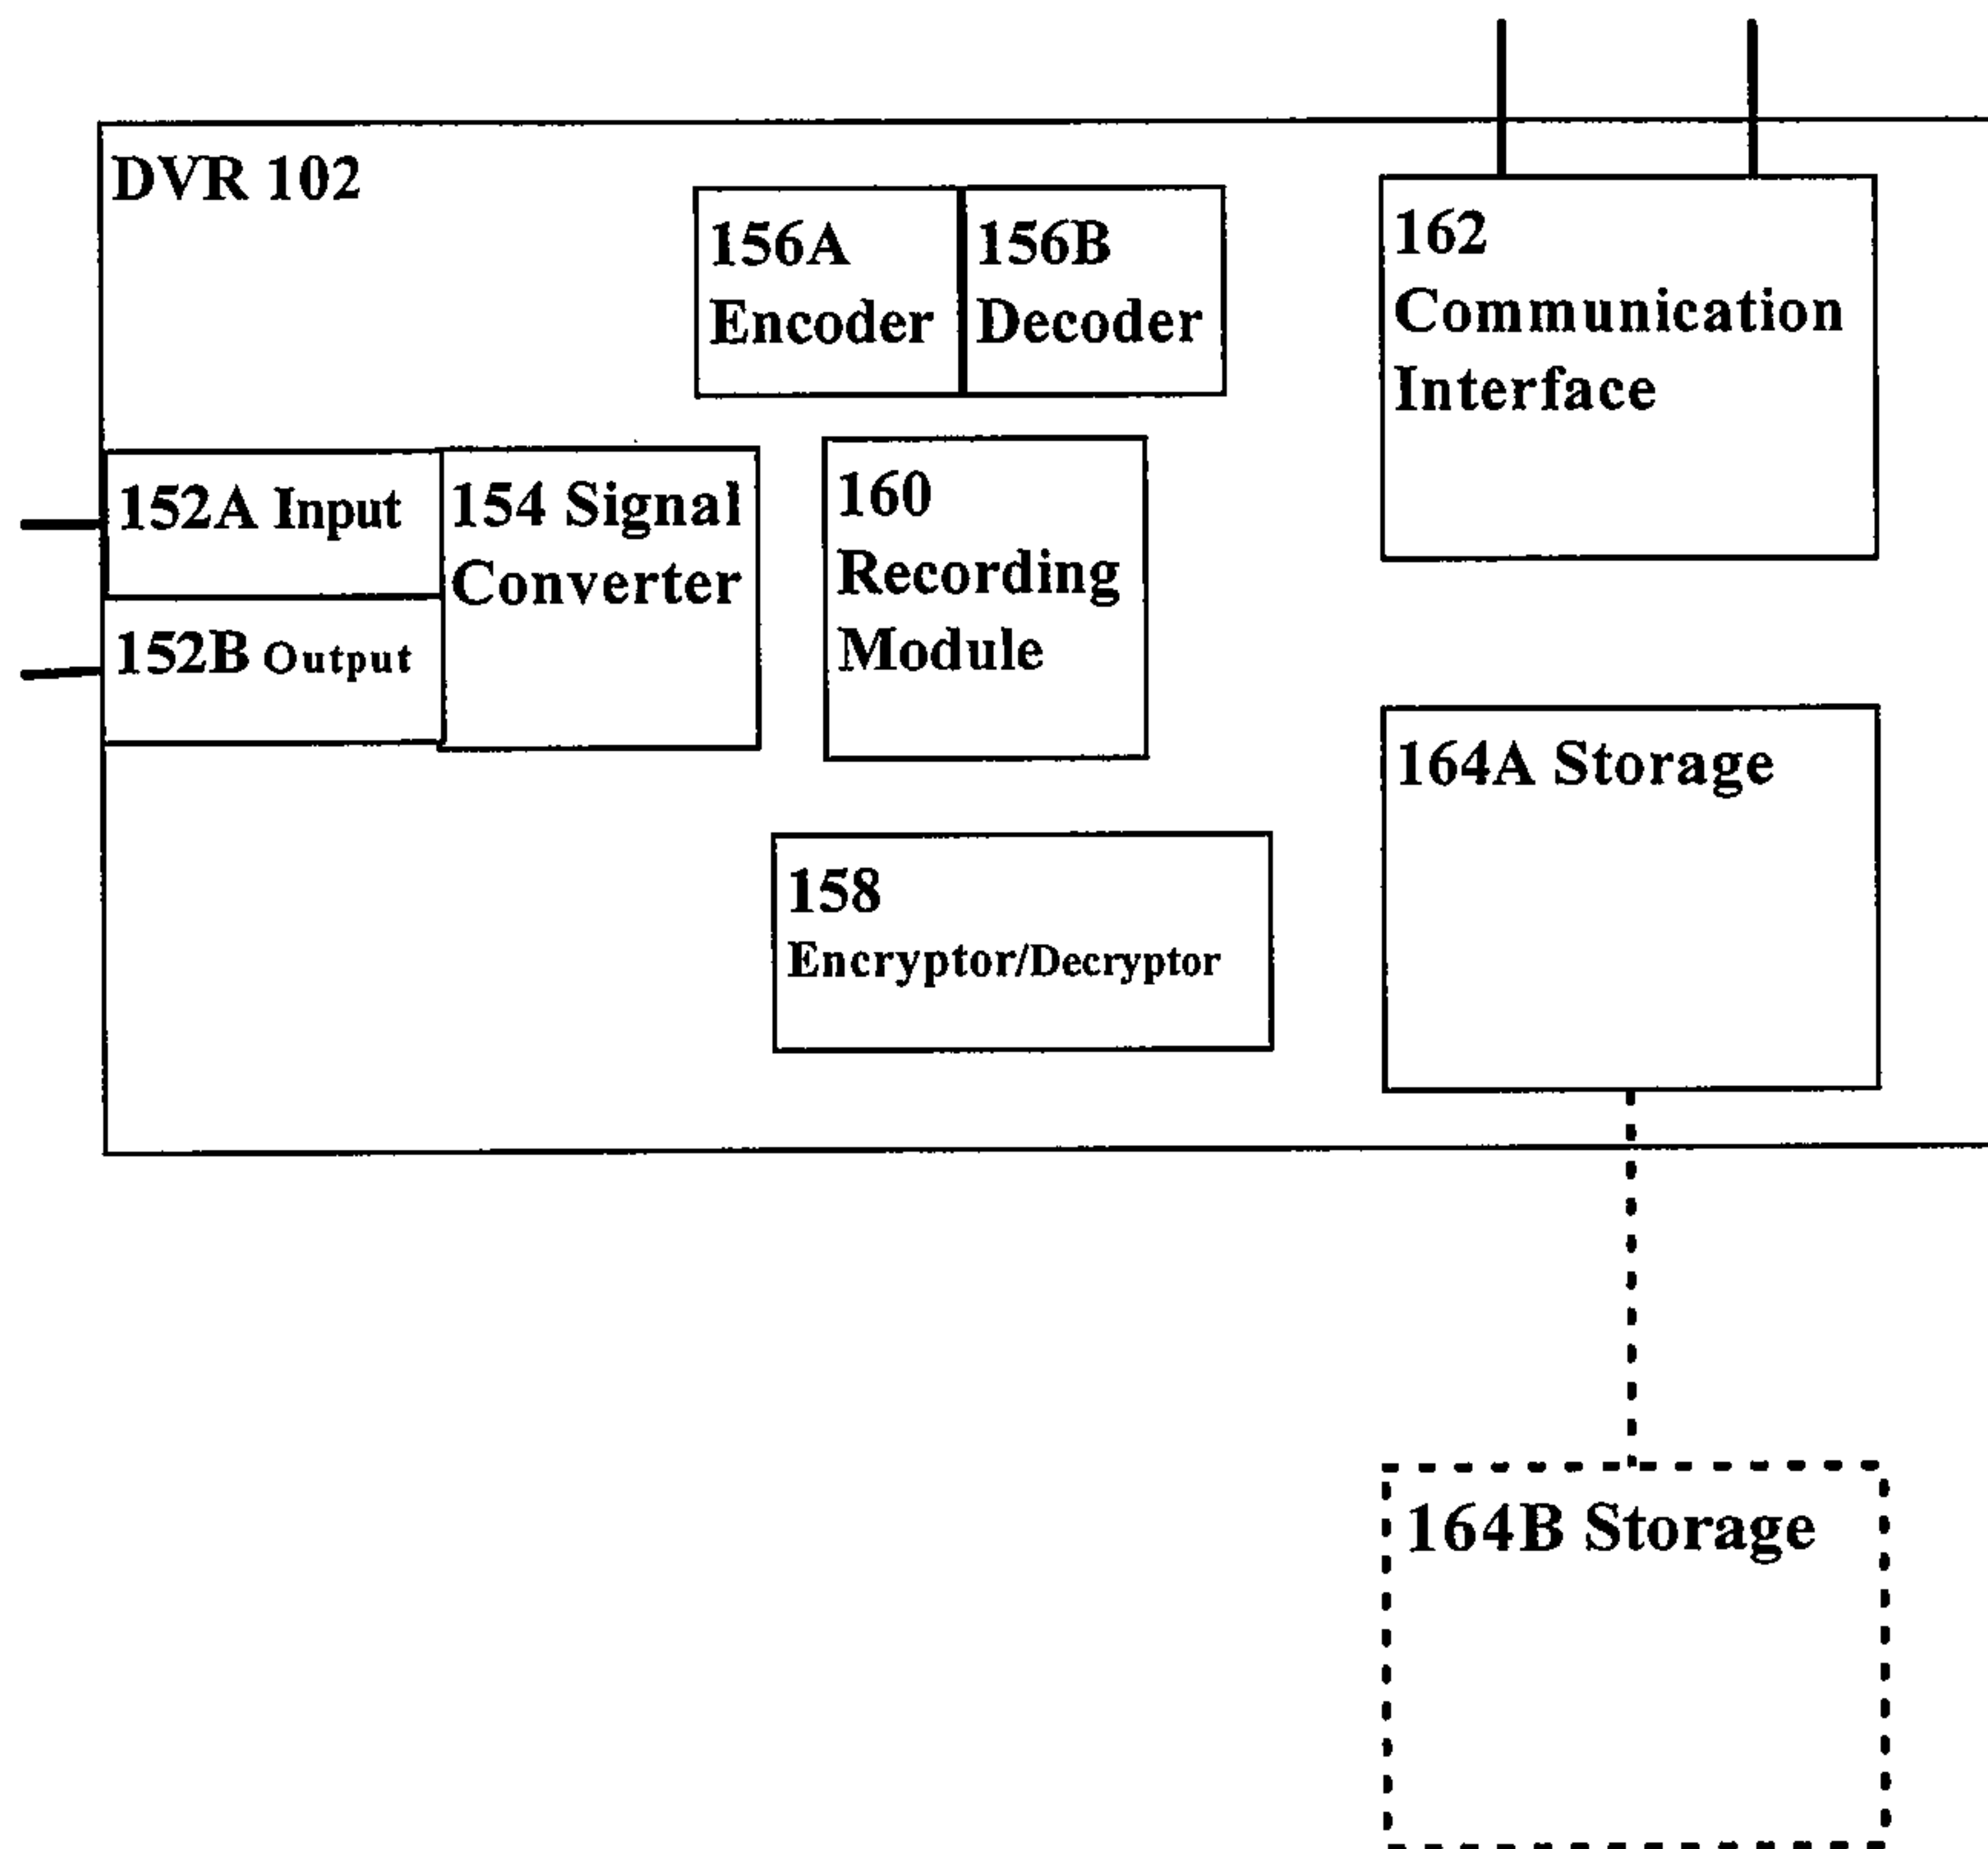 DVR 102
156A
Encoder
156B
Decoder
162
Communication
Interface
152A Input
152B Output
154 Signal
Converter
160
Recording
Module
164A Storage
158
Encryptor/Decryptor
164B Storage